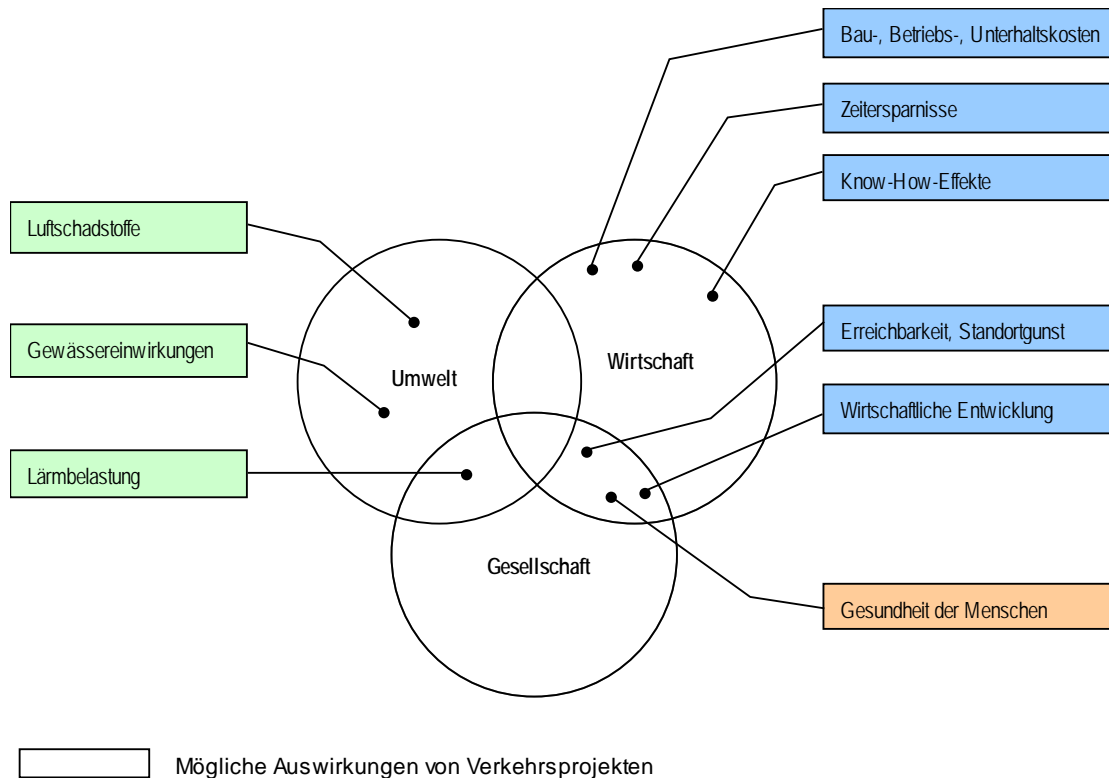 Bau-, Betriebs-, Unterhaltskosten
Zeitersparnisse
Know-How-Effekte
Luftschadstoffe
Erreichbarkeit, Standortgunst
Gewässereinwirkungen
Wirtschaft
Umwelt
Wirtschaftliche Entwicklung
Lärmbelastung
Gesellschaft
Gesundheit der Menschen
Mögliche Auswirkungen von Verkehrsprojekten